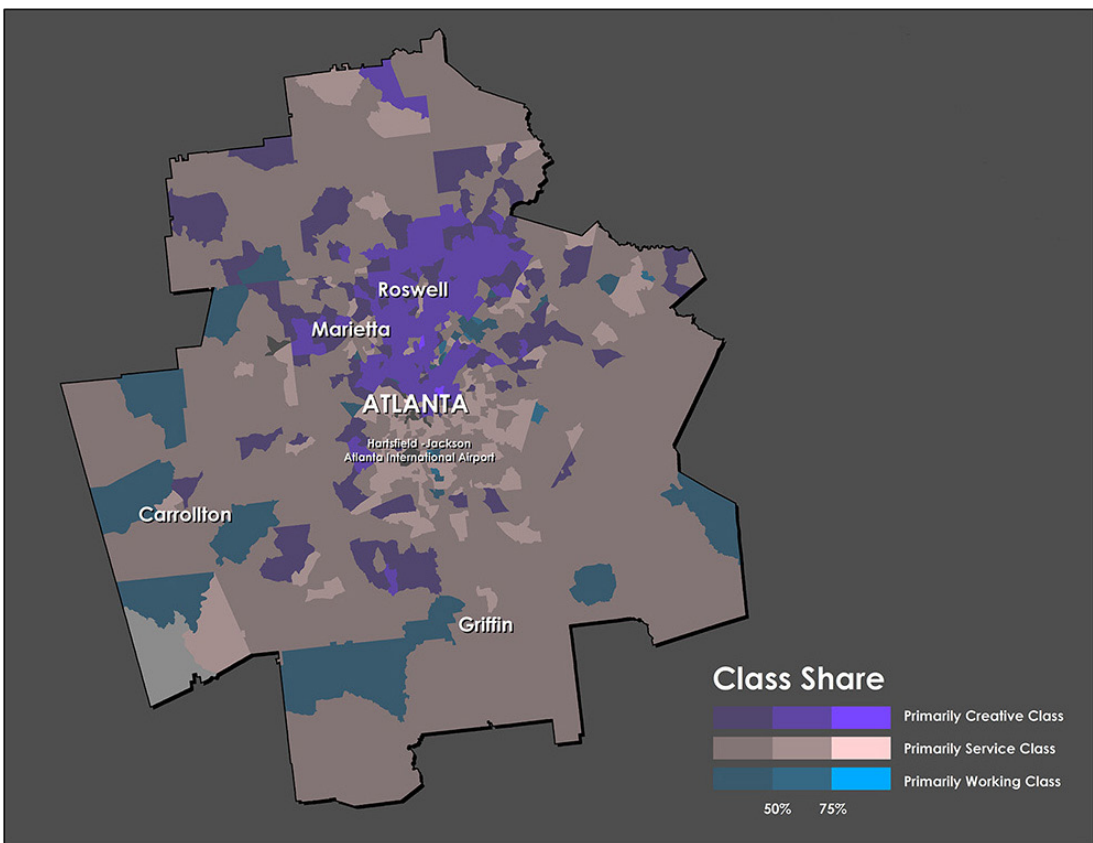 Roswell
Marietta
ATLANTA
Hartsfield -Jackson
Atlanta International Airport
Carrollton
Griffin
Class Share
Primarily Creative Class
Primarily Service Class
Primarily Working Class
50% 75%